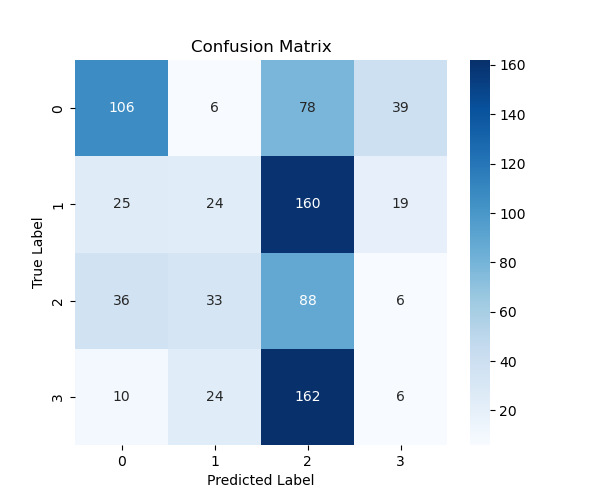 Confusion Matrix
0 106 6 78 39
1 25 24 160 19
2 36 33 88 6
3 10 24 162 6
0 1 2 3
True Label
Predicted Label
160
140
120
100
80
60
40
20